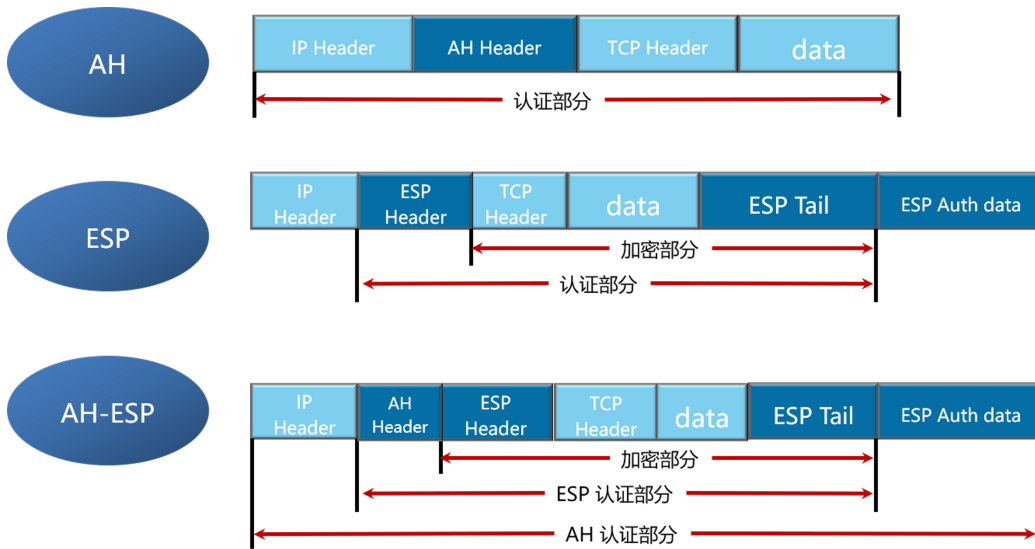 AH
IP Header
AH Header
TCP Header
data
认证部分
ESP
IP
Header
ESP
Header
TCP
Header
data
ESP Tail
ESP Auth data
加密部分
认证部分
AH-ESP
IP
Header
AH
Header
ESP
Header
TCP
Header
data
ESP Tail
ESP Auth data
加密部分
ESP 认证部分
AH 认证部分